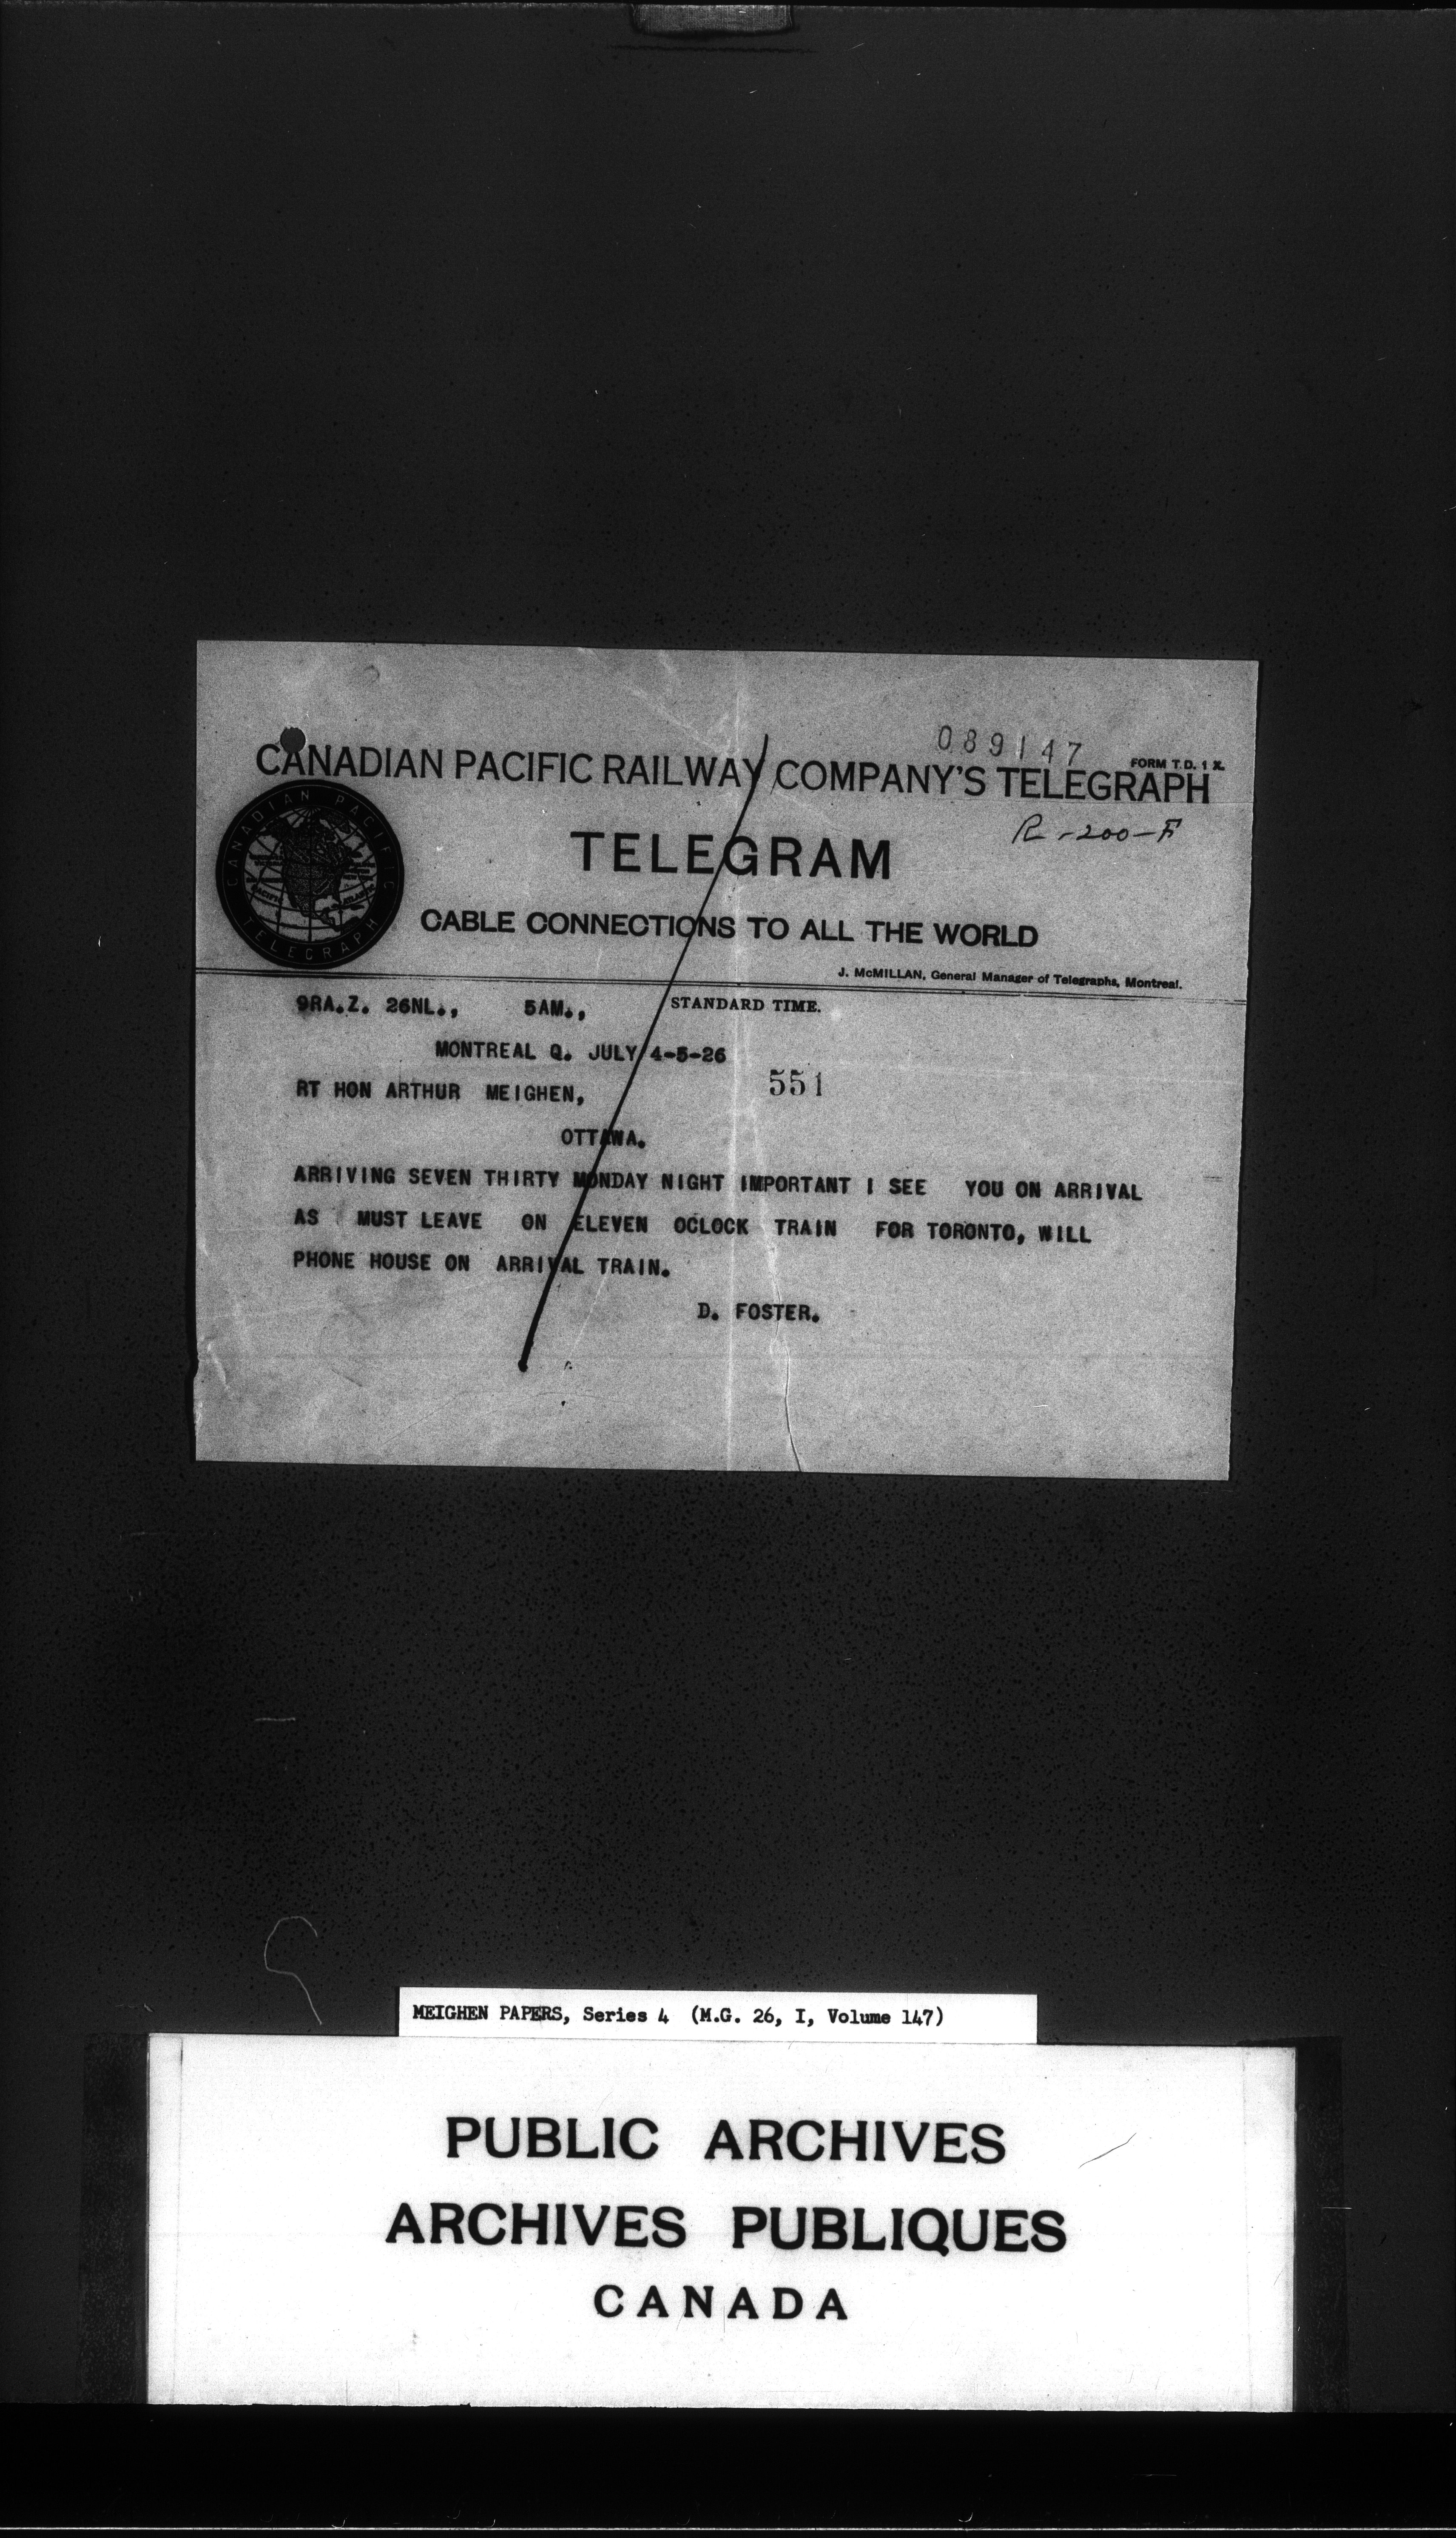 089147
FORM T.D. 1 X.
CANADIAN PACIFIC RAILWAY COMPANY'S TELEGRAPH
R-200-F
CANADIAN PACIFIC
TELEGRAPH
TELEGRAM
CABLE CONNECTIONS TO ALL THE WORLD
J. McMILLAN, General Manager of Telegraphs, Montreal.
9RA.Z. 26NL., 5AM., STANDARD TIME.
MONTREAL Q. JULY 4-5-26
551
RT HON ARTHUR MEIGHEN,
OTTAWA.
ARRIVING SEVEN THIRTY MONDAY NIGHT IMPORTANT I SEE YOU ON ARRIVAL
AS MUST LEAVE ON ELEVEN OCLOCK TRAIN FOR TORONTO, WILL
PHONE HOUSE ON ARRIVAL TRAIN.
D. FOSTER.
MEIGHEN PAPERS, Series 4 (M.G. 26, I, Volume 147)
PUBLIC ARCHIVES
ARCHIVES PUBLIQUES
CANADA